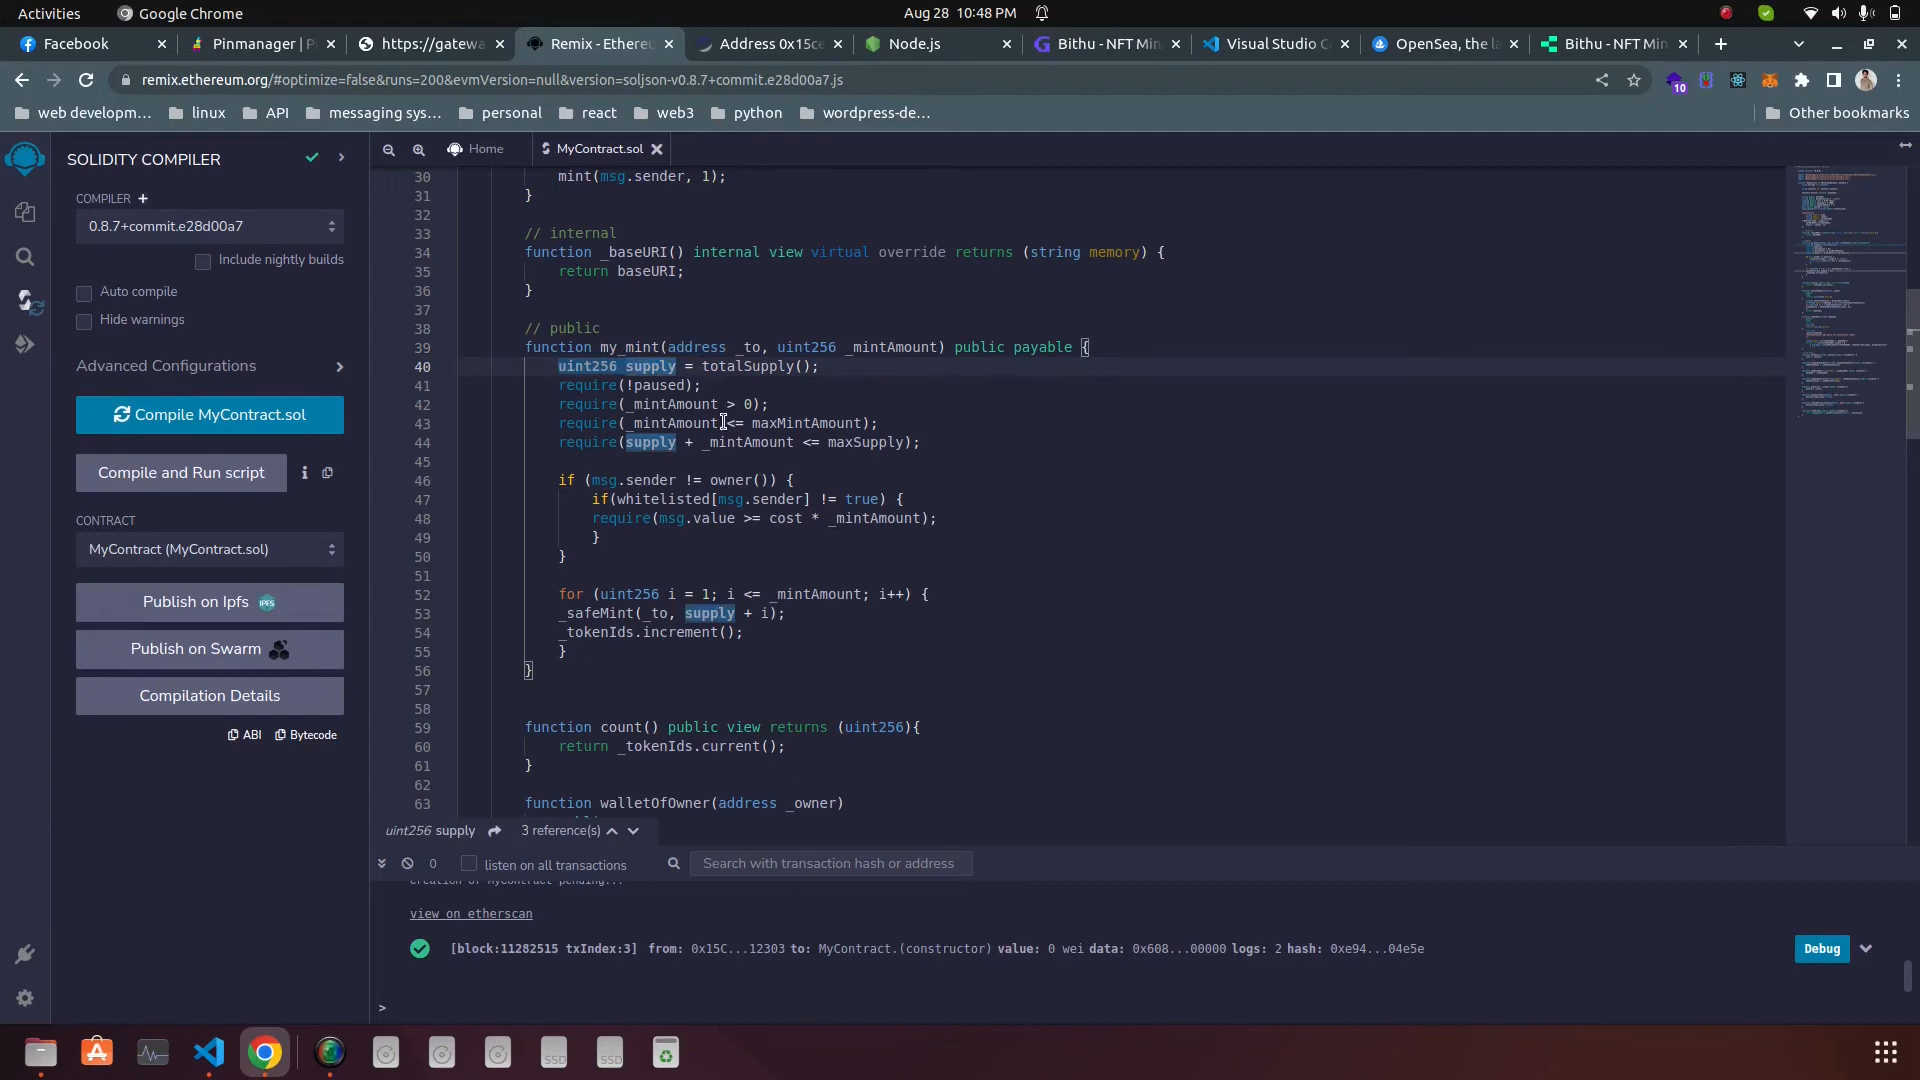 Activities
Google Chrome
Aug 28 10:48 PM
Facebook
Pinmanager | P
https://gatewa
Remix - Ethereu
Address 0x15ce
Node.js
Bithu - NFT Min
Visual Studio C
OpenSea, the la
Bithu - NFT Min
remix.ethereum.org/#optimize=false&runs=200&evmVersion=null&version=soljson-v0.8.7+commit.e28d00a7.js
10
web developm…
linux
API
messaging sys…
personal
react
web3
python
wordpress-de…
Other bookmarks
SOLIDITY COMPILER
COMPILER +
0.8.7+commit.e28d00a7
Include nightly builds
Auto compile
Hide warnings
Advanced Configurations
Compile MyContract.sol
Compile and Run script
CONTRACT
MyContract (MyContract.sol)
Publish on Ipfs
IPFS
Publish on Swarm
Compilation Details
ABI
Bytecode
Home
MyContract.sol
30 mint(msg.sender, 1);
31 }
32
33 // internal
34 function _baseURI() internal view virtual override returns (string memory) {
35 return baseURI;
36 }
37
38 // public
39 function my_mint(address _to, uint256 _mintAmount) public payable {
40 uint256 supply = totalSupply();
41 require(!paused);
42 require(_mintAmount > 0);
43 require(_mintAmount <= maxMintAmount);
44 require(supply + _mintAmount <= maxSupply);
45
46 if (msg.sender != owner()) {
47 if(whitelisted[msg.sender] != true) {
48 require(msg.value >= cost * _mintAmount);
49 }
50 }
51
52 for (uint256 i = 1; i <= _mintAmount; i++) {
53 _safeMint(_to, supply + i);
54 _tokenIds.increment();
55 }
56 }
57
58
59 function count() public view returns (uint256){
60 return _tokenIds.current();
61 }
62
63 function walletOfOwner(address _owner)
uint256 supply
3 reference(s)
0
listen on all transactions
Search with transaction hash or address
creation of MyContract pending...
view on etherscan
[block:11282515 txIndex:3] from: 0x15C...12303 to: MyContract.(constructor) value: 0 wei data: 0x608...00000 logs: 2 hash: 0xe94...04e5e
Debug
>
SSD
SSD